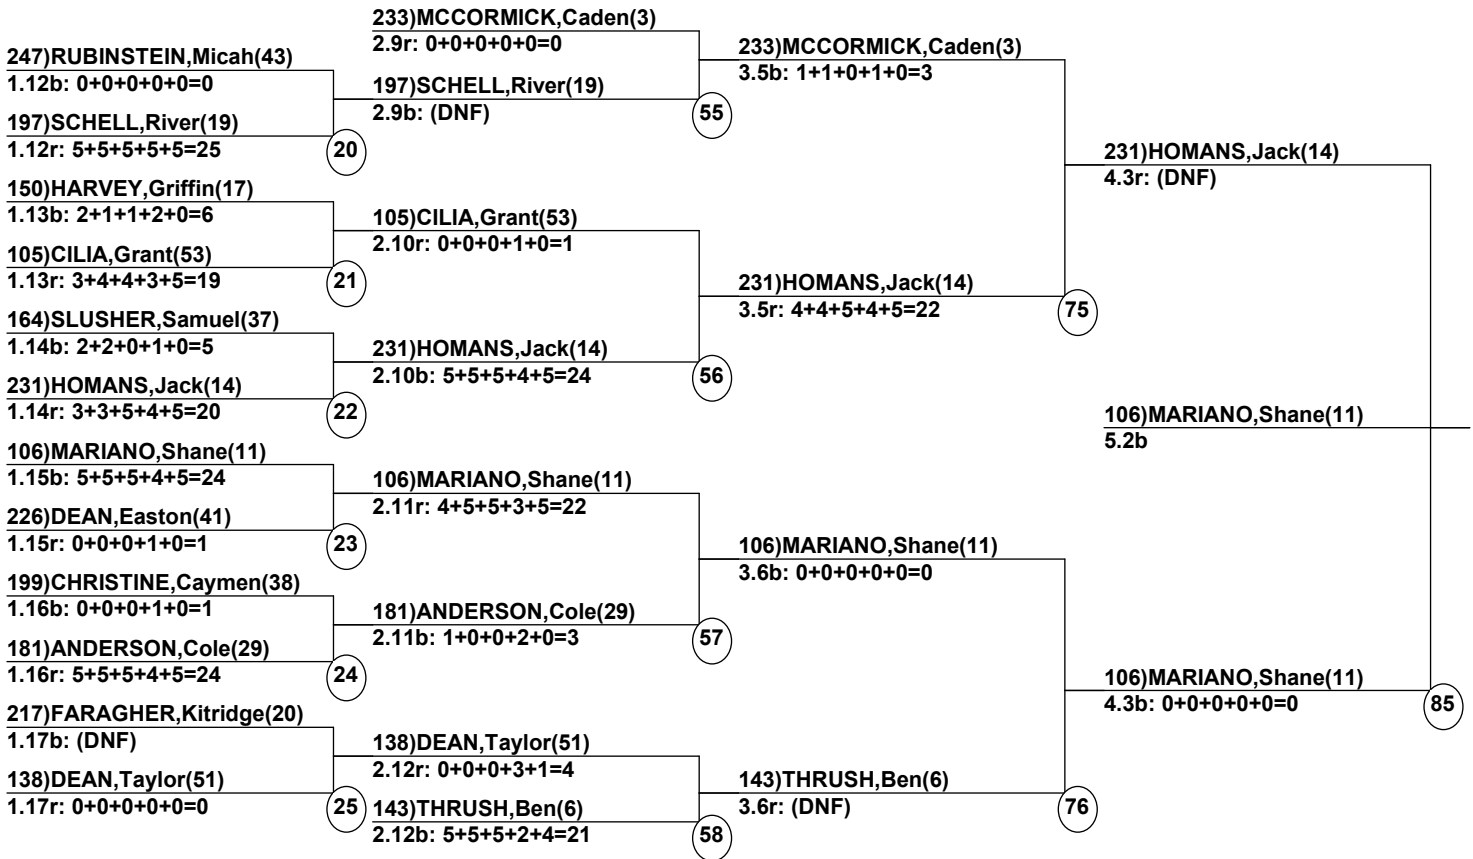 247)RUBINSTEIN,Micah(43)
1.12b: 0+0+0+0+0=0
197)SCHELL,River(19)
1.12r: 5+5+5+5+5=25
20
150)HARVEY,Griffin(17)
1.13b: 2+1+1+2+0=6
105)CILIA,Grant(53)
1.13r: 3+4+4+3+5=19
21
164)SLUSHER,Samuel(37)
1.14b: 2+2+0+1+0=5
231)HOMANS,Jack(14)
1.14r: 3+3+5+4+5=20
22
106)MARIANO,Shane(11)
1.15b: 5+5+5+4+5=24
226)DEAN,Easton(41)
1.15r: 0+0+0+1+0=1
23
199)CHRISTINE,Caymen(38)
1.16b: 0+0+0+1+0=1
181)ANDERSON,Cole(29)
1.16r: 5+5+5+4+5=24
24
217)FARAGHER,Kitridge(20)
1.17b: (DNF)
138)DEAN,Taylor(51)
1.17r: 0+0+0+0+0=0
25
233)MCCORMICK,Caden(3)
2.9r: 0+0+0+0+0=0
197)SCHELL,River(19)
2.9b: (DNF)
55
105)CILIA,Grant(53)
2.10r: 0+0+0+1+0=1
231)HOMANS,Jack(14)
2.10b: 5+5+5+4+5=24
56
106)MARIANO,Shane(11)
2.11r: 4+5+5+3+5=22
181)ANDERSON,Cole(29)
2.11b: 1+0+0+2+0=3
57
138)DEAN,Taylor(51)
2.12r: 0+0+0+3+1=4
143)THRUSH,Ben(6)
2.12b: 5+5+5+2+4=21
58
233)MCCORMICK,Caden(3)
3.5b: 1+1+0+1+0=3
231)HOMANS,Jack(14)
3.5r: 4+4+5+4+5=22
75
106)MARIANO,Shane(11)
3.6b: 0+0+0+0+0=0
143)THRUSH,Ben(6)
3.6r: (DNF)
76
231)HOMANS,Jack(14)
4.3r: (DNF)
106)MARIANO,Shane(11)
4.3b: 0+0+0+0+0=0
85
106)MARIANO,Shane(11)
5.2b